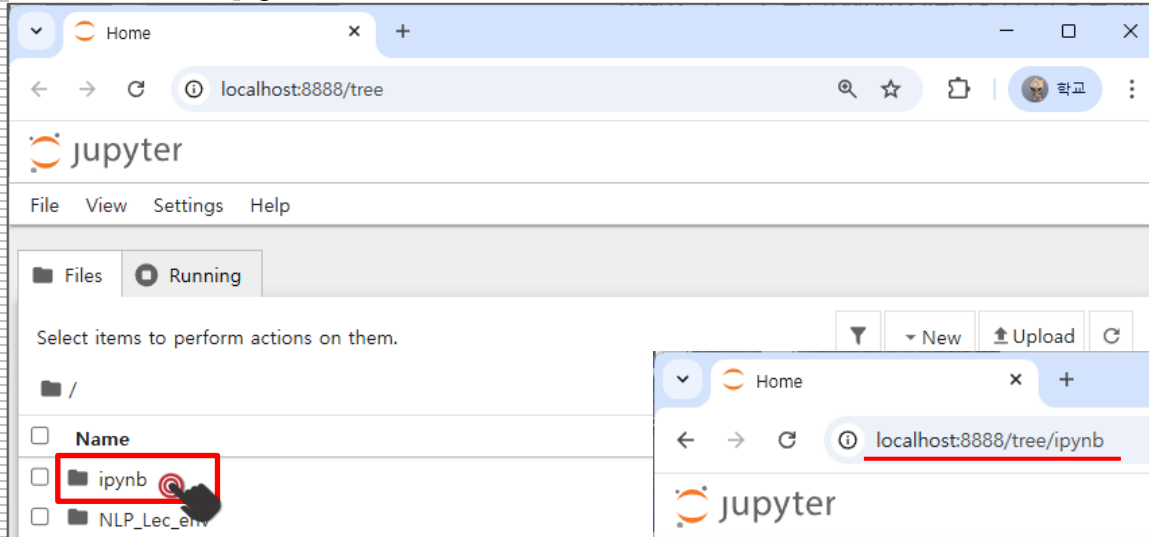 Home
localhost:8888/tree
학교
jupyter
File View Settings Help
Files Running
Select items to perform actions on them.
New Upload
/
Name
ipynb
NLP_Lec_env
Home
localhost:8888/tree/ipynb
jupyter